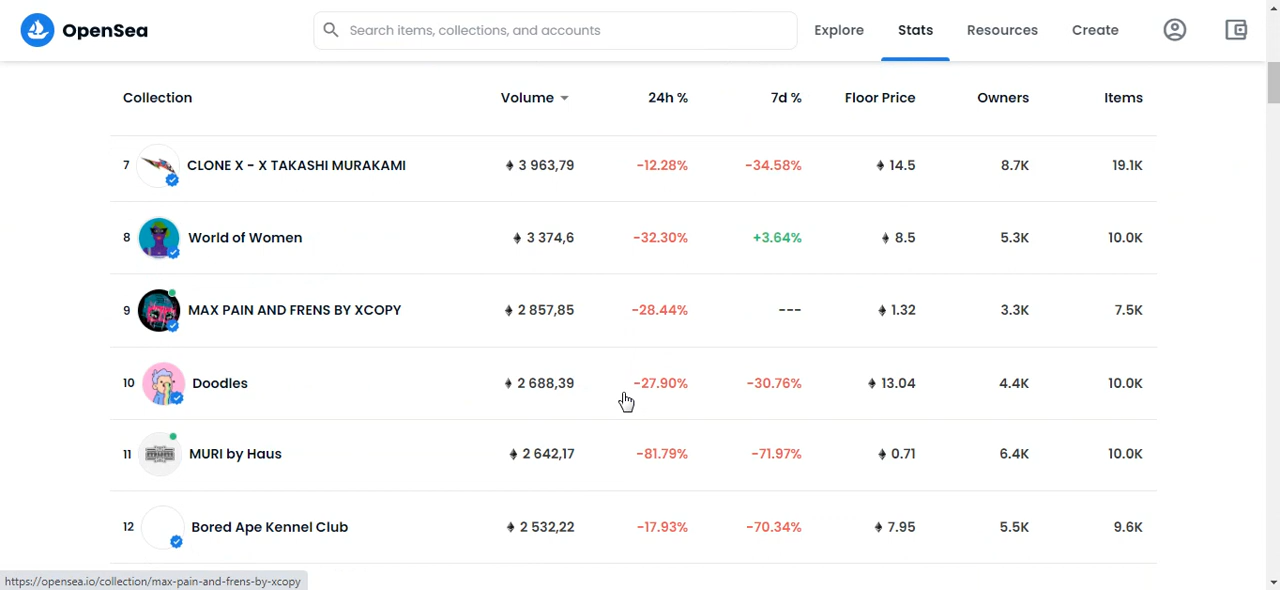 OpenSea Search items, collections, and accounts Explore Stats Resources Create
Collection Volume 24h % 7d % Floor Price Owners Items
7 CLONE X - X TAKASHI MURAKAMI 3 963,79 -12.28% -34.58% 14.5 8.7K 19.1K
8 World of Women 3 374,6 -32.30% +3.64% 8.5 5.3K 10.0K
9 MAX PAIN AND FRENS BY XCOPY 2 857,85 -28.44% --- 1.32 3.3K 7.5K
10 Doodles 2 688,39 -27.90% -30.76% 13.04 4.4K 10.0K
11 MURI by Haus 2 642,17 -81.79% -71.97% 0.71 6.4K 10.0K
12 Bored Ape Kennel Club 2 532,22 -17.93% -70.34% 7.95 5.5K 9.6K
https://opensea.io/collection/max-pain-and-frens-by-xcopy